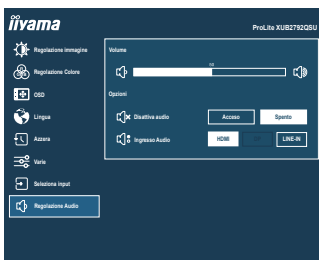 iiyama
ProLite XUB2792QSU
Regolazione immagine
Regolazione Colore
OSD
Lingua
Azzera
Varie
Seleziona input
Regolazione Audio
Volume
Opzioni
Disattiva audio
Acceso
Spento
Ingresso Audio
HDMI
LINE-IN